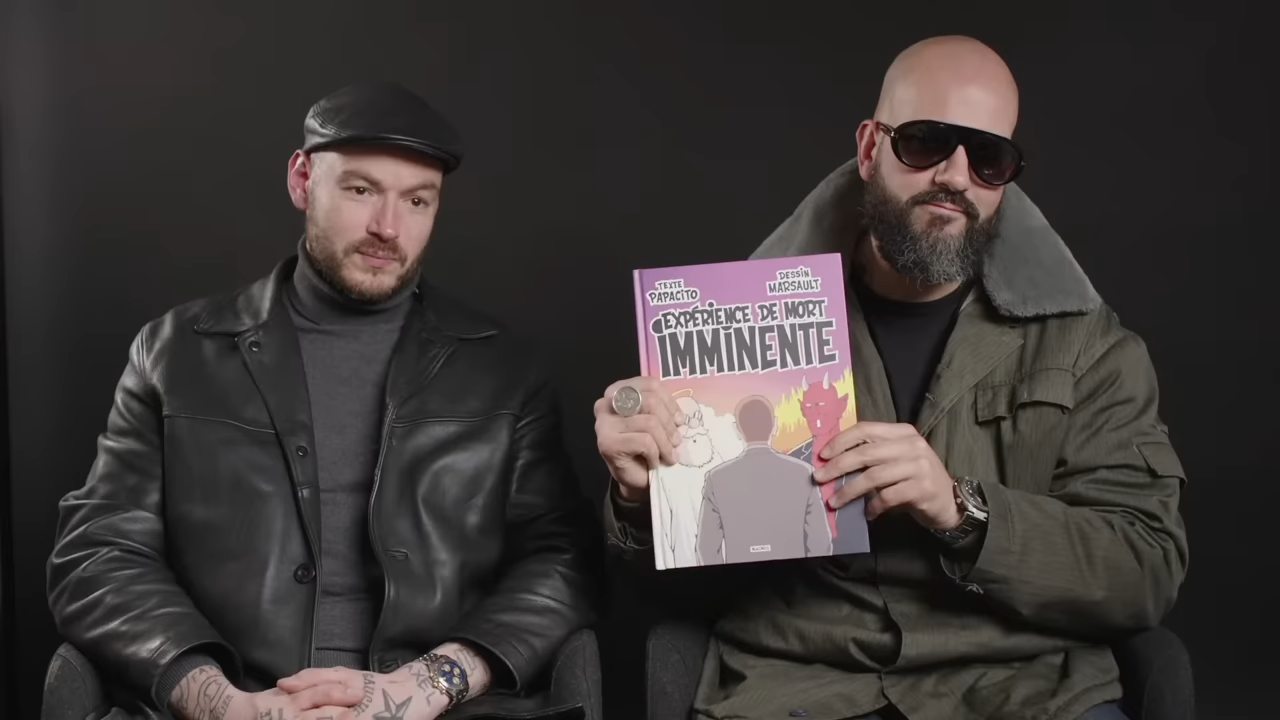 TEXTE
PAPACITO
DESSIN
MARSAULT
EXPÉRIENCE DE MORT
IMMINENTE